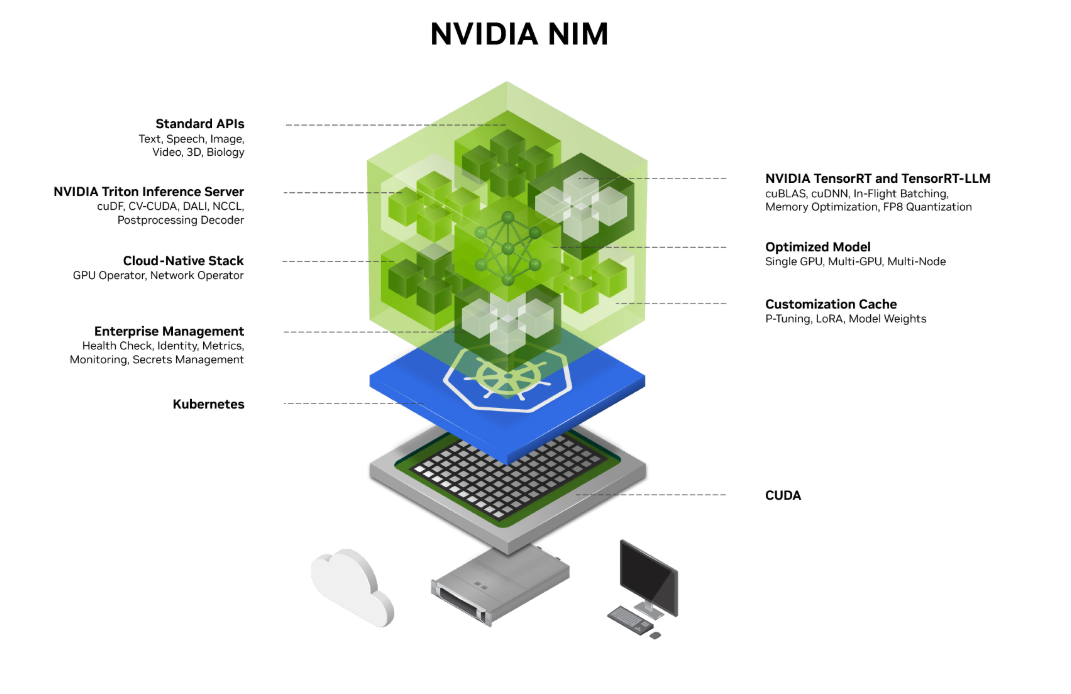 NVIDIA NIM
Standard APIs
Text, Speech, Image,
Video, 3D, Biology
NVIDIA Triton Inference Server
cuDF, CV-CUDA, DALI, NCCL,
Postprocessing Decoder
Cloud-Native Stack
GPU Operator, Network Operator
Enterprise Management
Health Check, Identity, Metrics,
Monitoring, Secrets Management
Kubernetes
NVIDIA TensorRT and TensorRT-LLM
cuBLAS, cuDNN, In-Flight Batching,
Memory Optimization, FP8 Quantization
Optimized Model
Single GPU, Multi-GPU, Multi-Node
Customization Cache
P-Tuning, LoRA, Model Weights
CUDA